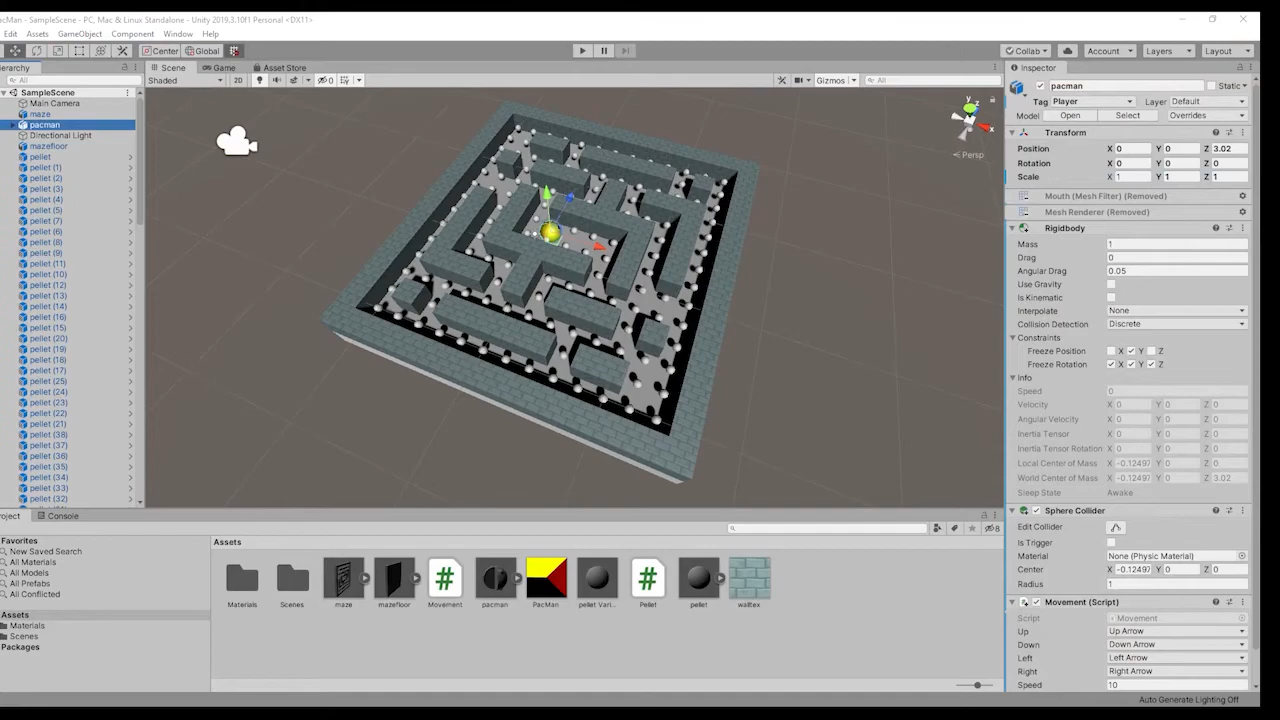 acMan - SampleScene - PC, Mac & Linux Standalone - Unity 2019.3.10f1 Personal <DX11>
Edit Assets GameObject Component Window Help
Center Global Collab Account Layers Layout
Hierarchy Scene Game Asset Store Inspector
All Shaded 2D 0 Gizmos All
SampleScene
Main Camera
maze
pacman
Directional Light
mazefloor
pellet
pellet (1)
pellet (2)
pellet (3)
pellet (4)
pellet (5)
pellet (7)
pellet (6)
pellet (8)
pellet (9)
pellet (11)
pellet (10)
pellet (12)
pellet (13)
pellet (14)
pellet (16)
pellet (15)
pellet (20)
pellet (19)
pellet (18)
pellet (17)
pellet (25)
pellet (24)
pellet (23)
pellet (22)
pellet (21)
pellet (38)
pellet (37)
pellet (36)
pellet (35)
pellet (34)
pellet (33)
pellet (32)
y
z
x
Persp
pacman Static
Tag Player Layer Default
Model Open Select Overrides
Transform
Position X 0 Y 0 Z 3.02
Rotation X 0 Y 0 Z 0
Scale X 1 Y 1 Z 1
Mouth (Mesh Filter) (Removed)
Mesh Renderer (Removed)
Rigidbody
Mass 1
Drag 0
Angular Drag 0.05
Use Gravity
Is Kinematic
Interpolate None
Collision Detection Discrete
Constraints
Freeze Position X Y Z
Freeze Rotation X Y Z
Info
Speed 0
Velocity X 0 Y 0 Z 0
Angular Velocity X 0 Y 0 Z 0
Inertia Tensor X 0 Y 0 Z 0
Inertia Tensor Rotation X 0 Y 0 Z 0
Local Center of Mass X -0.12497 Y 0 Z 0
World Center of Mass X -0.12497 Y 0 Z 3.02
Sleep State Awake
Sphere Collider
Edit Collider
Is Trigger
Material None (Physic Material)
Center X -0.12497 Y 0 Z 0
Radius 1
Movement (Script)
Script Movement
Up Up Arrow
Down Down Arrow
Left Left Arrow
Right Right Arrow
Speed 10
roject Console
8
Favorites
New Saved Search
All Materials
All Models
All Prefabs
All Conflicted
Assets
Materials
Scenes
Packages
Assets
Materials Scenes maze mazefloor Movement pacman PacMan pellet Vari... Pellet pellet walltex
Auto Generate Lighting Off